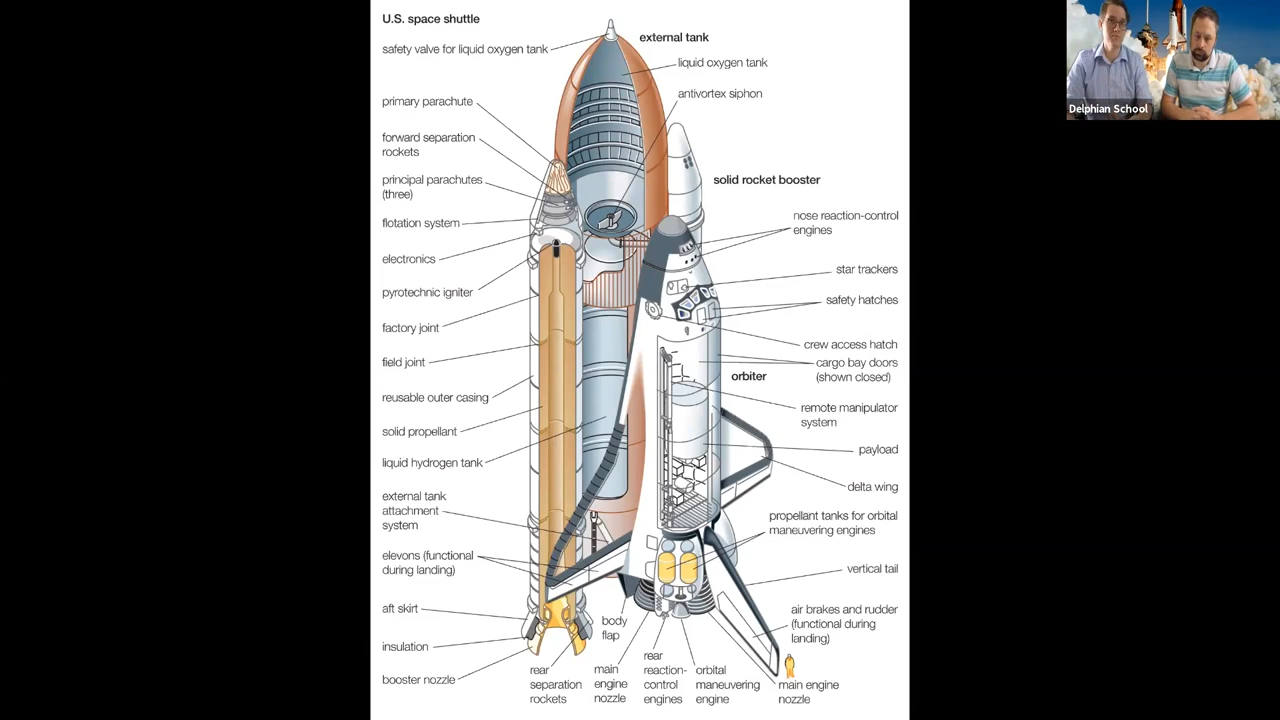 U.S. space shuttle
safety valve for liquid oxygen tank
external tank
liquid oxygen tank
antivortex siphon
primary parachute
forward separation
rockets
principal parachutes
(three)
flotation system
electronics
pyrotechnic igniter
factory joint
field joint
reusable outer casing
solid propellant
liquid hydrogen tank
external tank
attachment
system
elevons (functional
during landing)
aft skirt
insulation
booster nozzle
solid rocket booster
nose reaction-control
engines
star trackers
safety hatches
crew access hatch
cargo bay doors
(shown closed)
orbiter
remote manipulator
system
payload
delta wing
propellant tanks for orbital
maneuvering engines
vertical tail
air brakes and rudder
(functional during
landing)
body
flap
rear
separation
rockets
main
engine
nozzle
rear
reaction-
control
engines
orbital
maneuvering
engine
main engine
nozzle
Delphian School